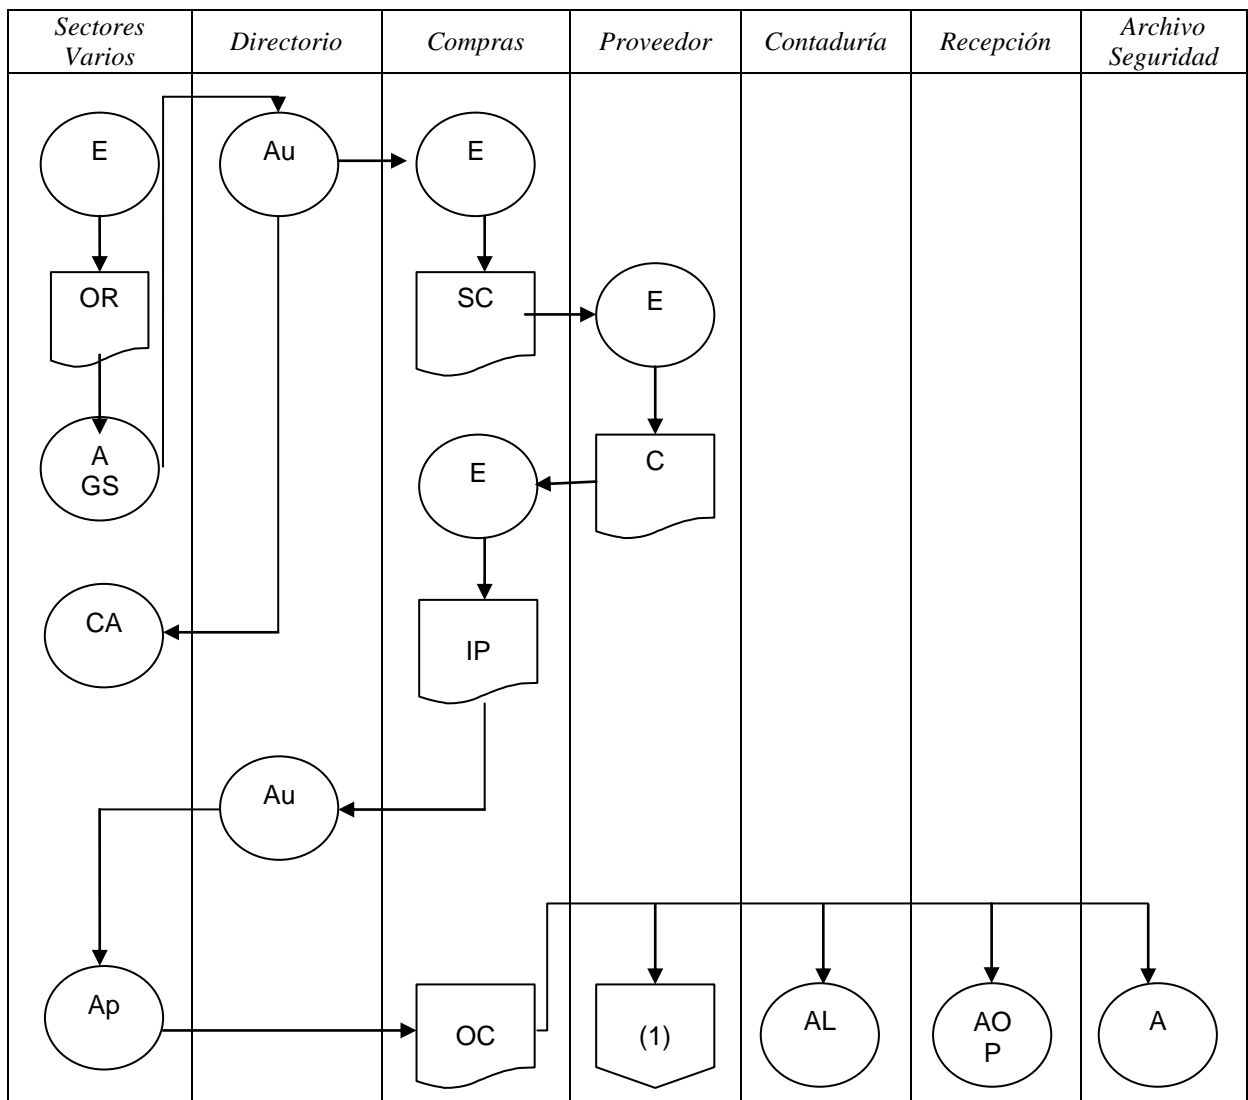 Sectores
Varios
Directorio
Compras
Proveedor
Contaduría
Recepción
Archivo
Seguridad
E
Au
E
OR
SC
E
A
GS
E
C
CA
IP
Au
Ap
OC
(1)
AL
AO
P
A